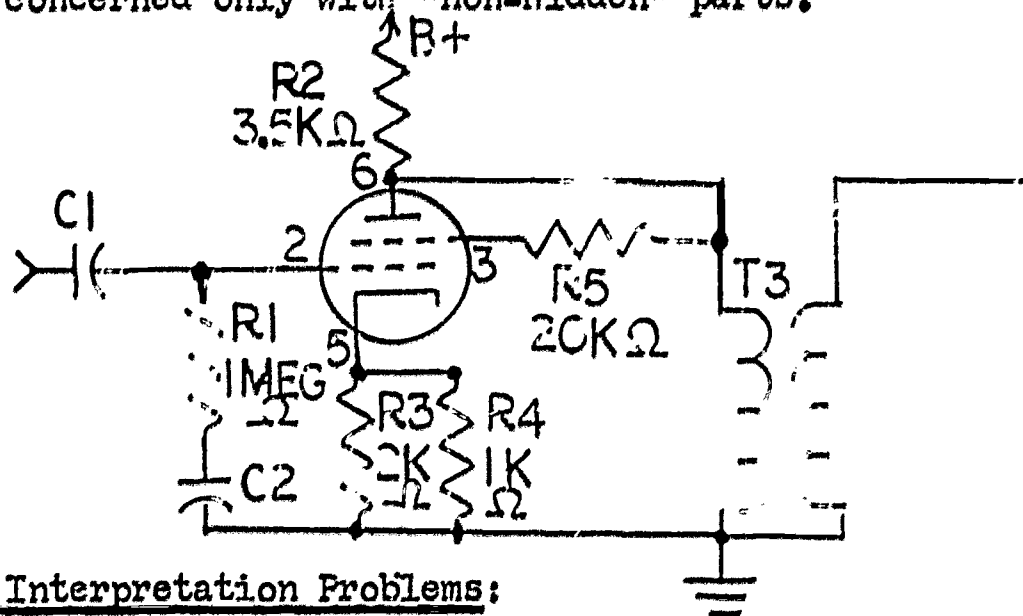 concerned only with "non-hidden" parts.
B+
R2
3.5KΩ
6
C1
2
3
R5
20KΩ
T3
R1
1MEG
Ω
5
R3
2K
Ω
R4
1K
Ω
C2
Interpretation Problems: